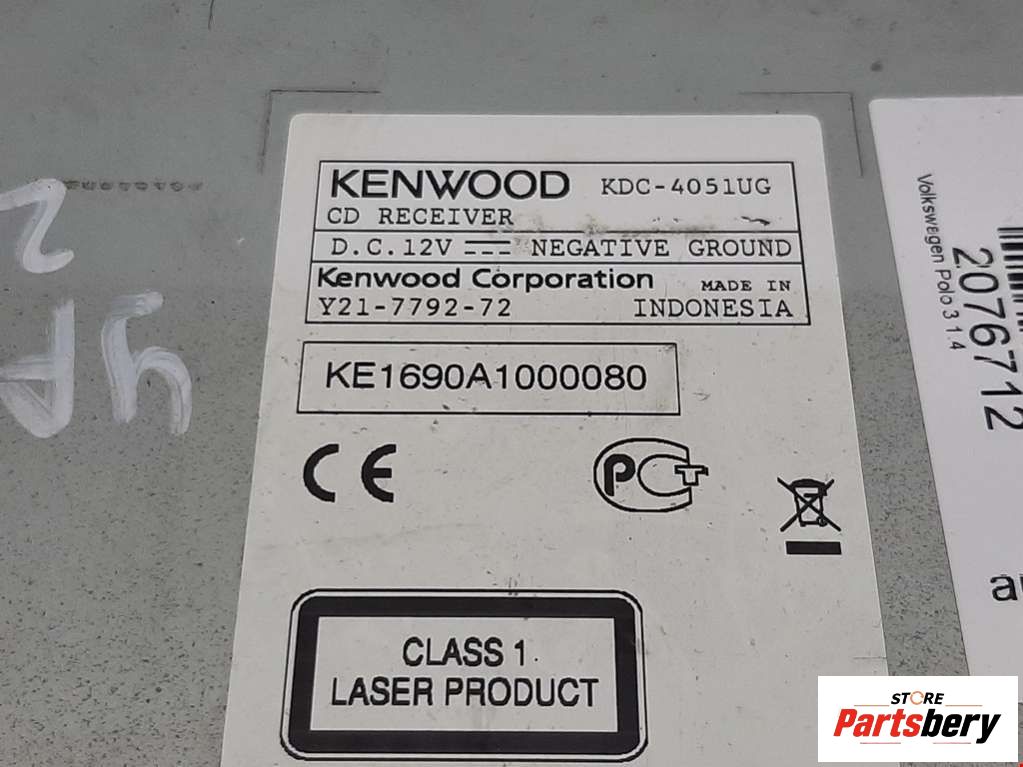 KENWOOD KDC-4051UG
CD RECEIVER
D.C.12V NEGATIVE GROUND
Kenwood Corporation MADE IN
Y21-7792-72 INDONESIA
KE1690A1000080
CE
PCT
CLASS 1
LASER PRODUCT
Volkswagen Polo 3 1.4
20767712
STORE
Partsbery